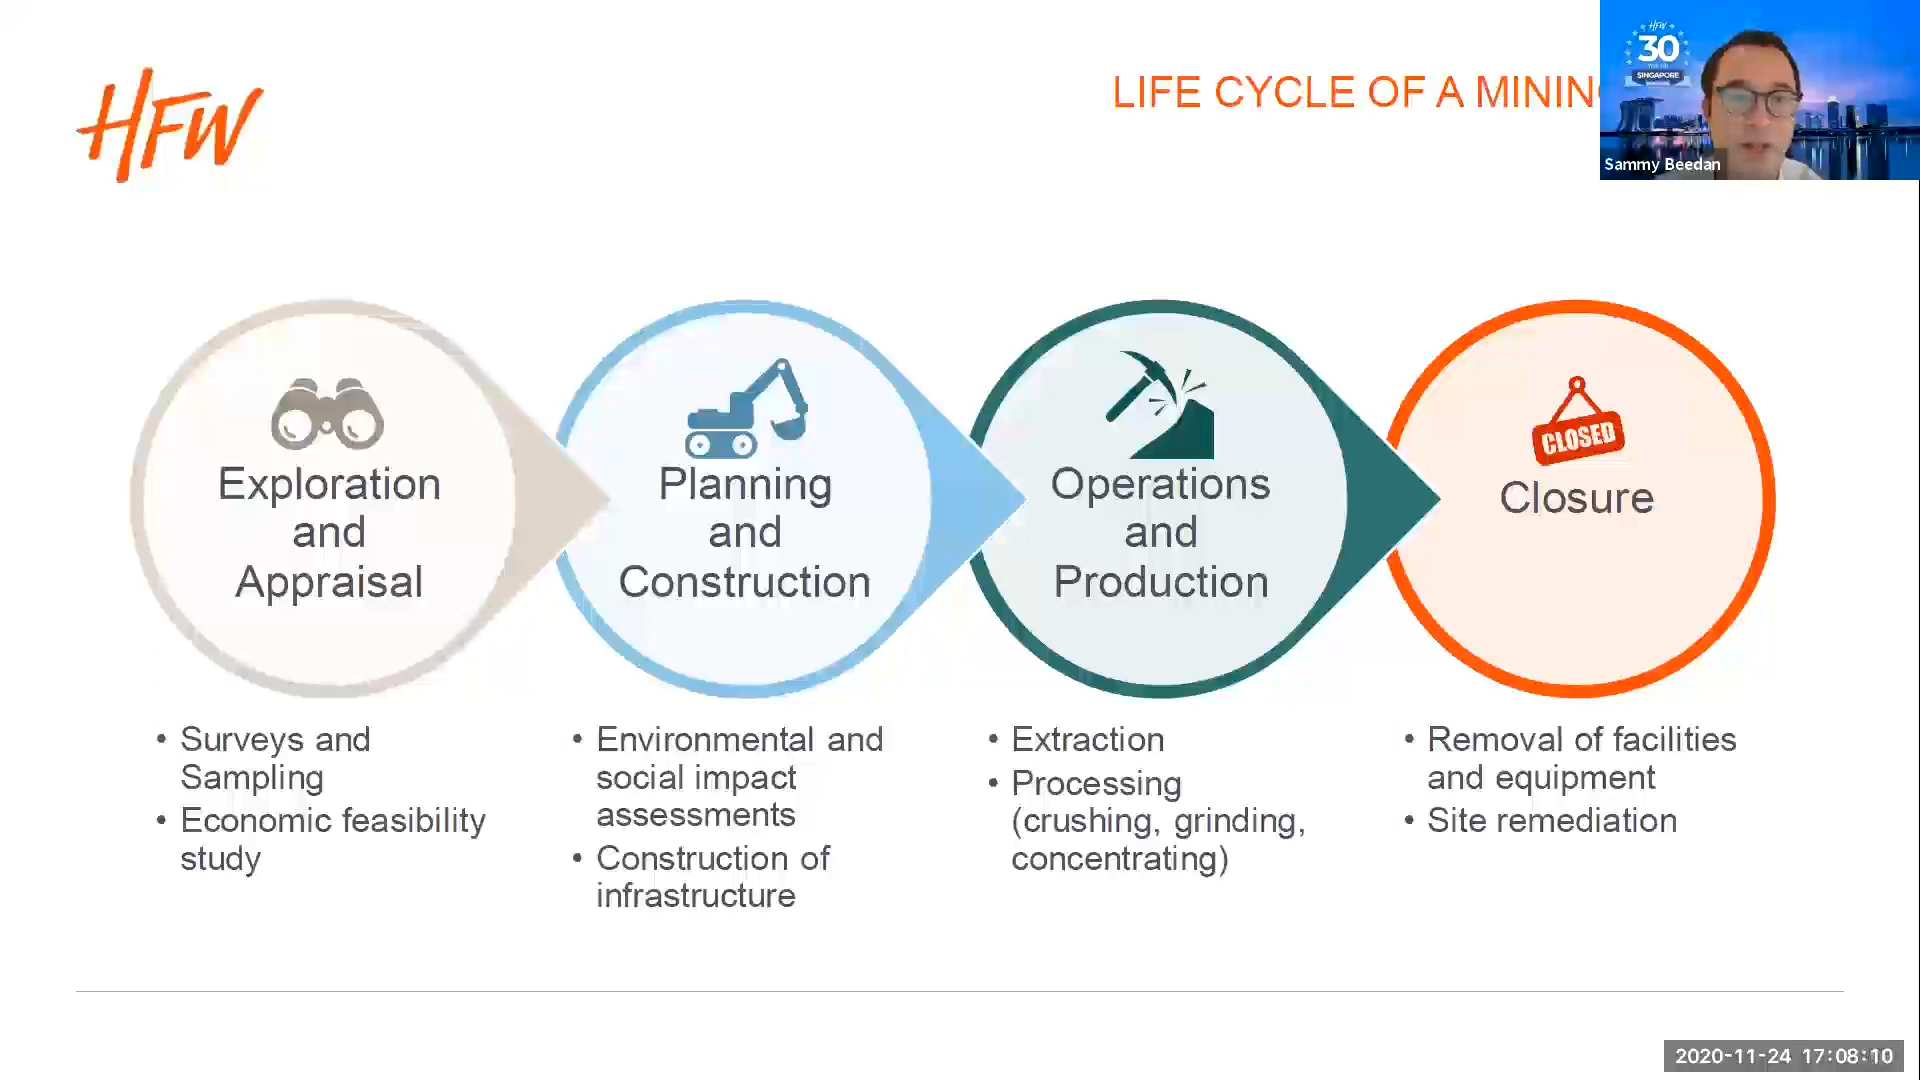 HFW
LIFE CYCLE OF A MINING
HFW
30
SINGAPORE
Sammy Beedan
CLOSED
Exploration
and
Appraisal
Planning
and
Construction
Operations
and
Production
Closure
• Surveys and
Sampling
• Economic feasibility
study
• Environmental and
social impact
assessments
• Construction of
infrastructure
• Extraction
• Processing
(crushing, grinding,
concentrating)
• Removal of facilities
and equipment
• Site remediation
2020-11-24 17:08:10